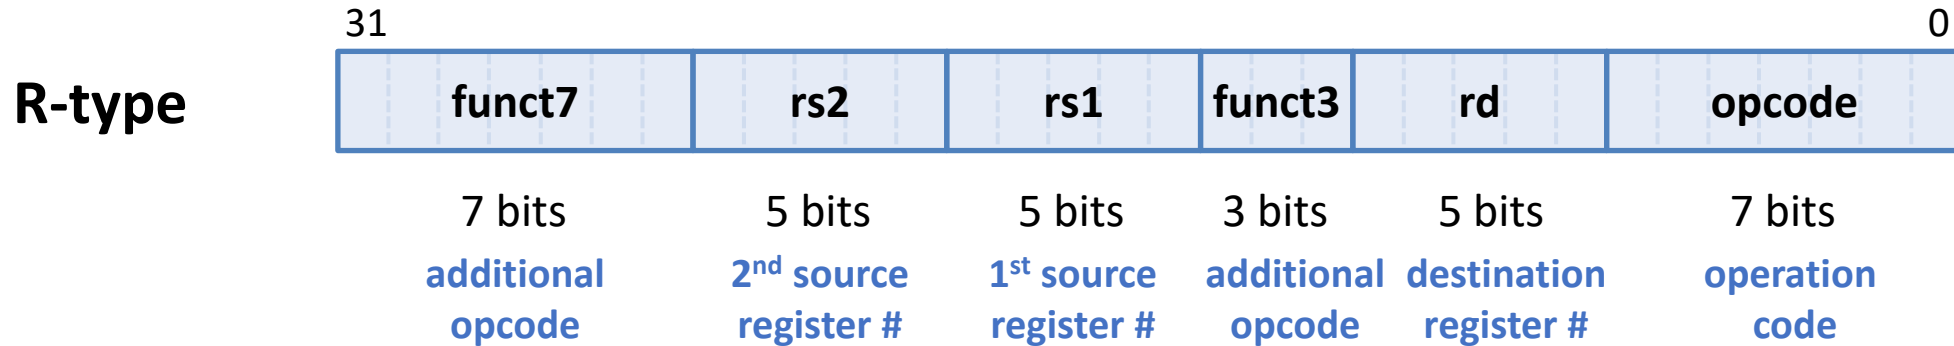 31 0
R-type funct7 rs2 rs1 funct3 rd opcode
7 bits 5 bits 5 bits 3 bits 5 bits 7 bits
additional 2nd source 1st source additional destination operation
opcode register # register # opcode register # code